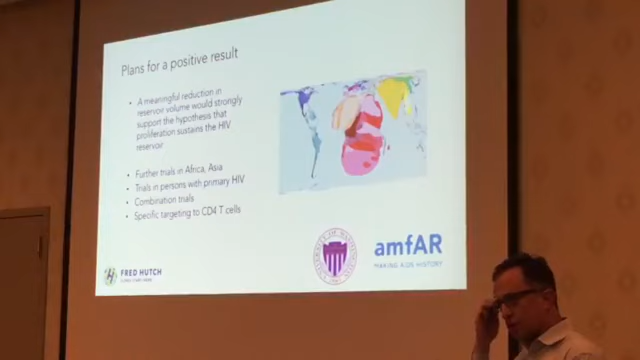 Plans for a positive result
• A meaningful reduction in
reservoir volume would strongly
support the hypothesis that
proliferation sustains the HIV
reservoir
• Further trials in Africa, Asia
• Trials in persons with primary HIV
• Combination trials
• Specific targeting to CD4 T cells
FRED HUTCH
amfAR
MAKING AIDS HISTORY